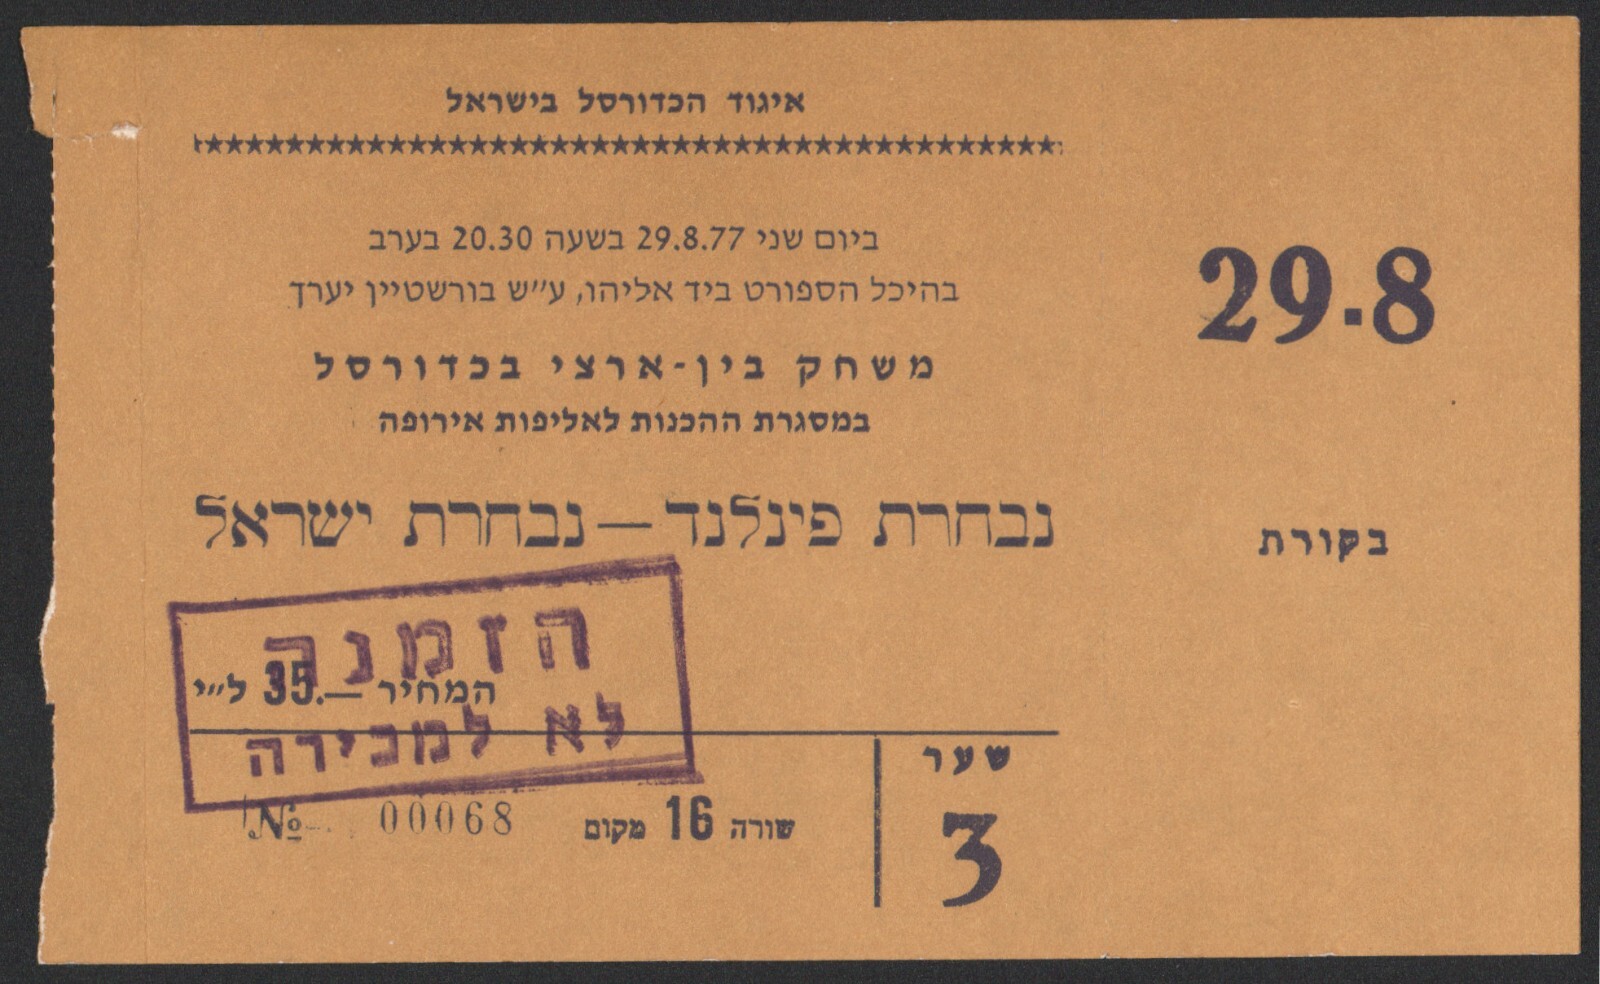 איגוד הכדורסל בישראל
ביום שני 29.8.77 בשעה 20.30 בערב
בהיכל הספורט ביד אליהו, ע״ש בורשטיין יערך
משחק בין-ארצי בכדורסל
במסגרת ההכנות לאליפות אירופה
נבחרת פינלנד — נבחרת ישראל
המחיר —.35 ל״י
הזמנה
לא למכירה
שער
3
שורה 16 מקום
№ 00068
29.8
בקורת